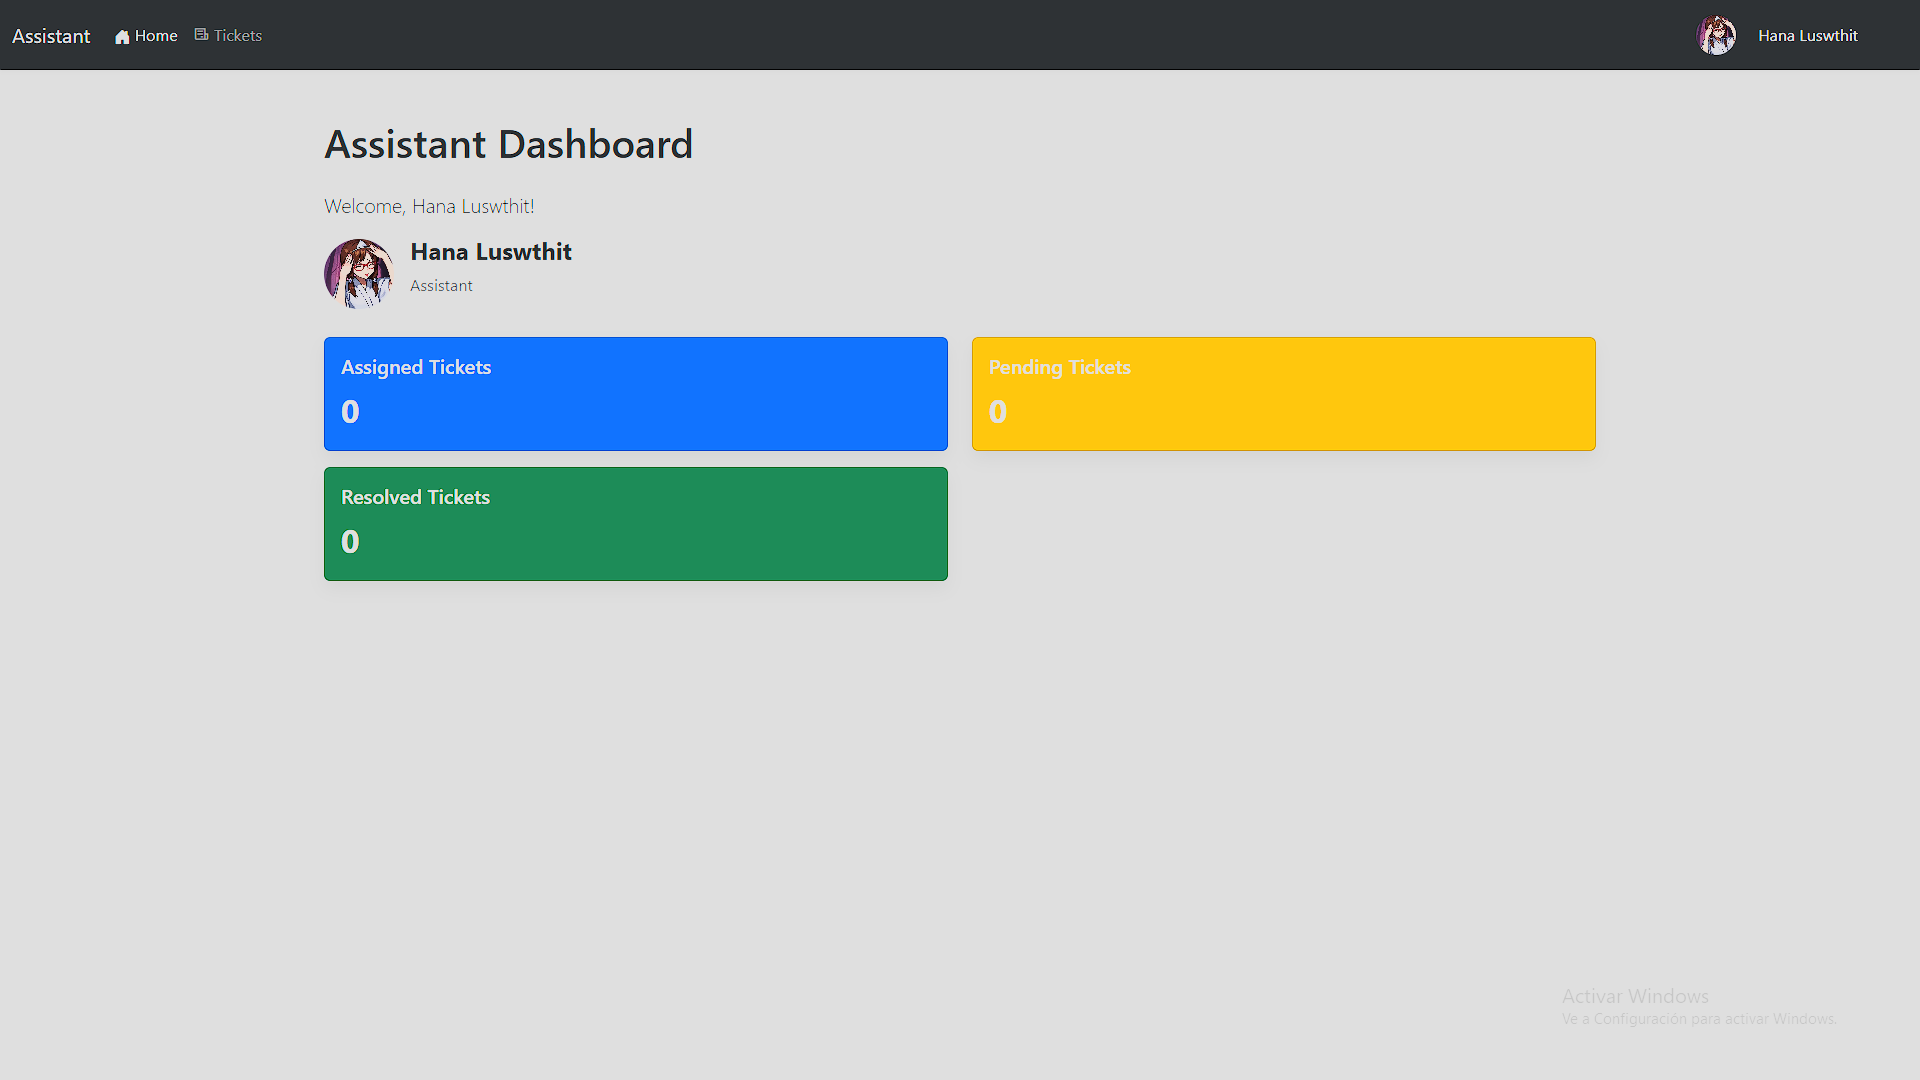 Assistant Home Tickets Hana Luswthit
Assistant Dashboard
Welcome, Hana Luswthit!
Hana Luswthit
Assistant
Assigned Tickets
0
Pending Tickets
0
Resolved Tickets
0
Activar Windows
Ve a Configuración para activar Windows.